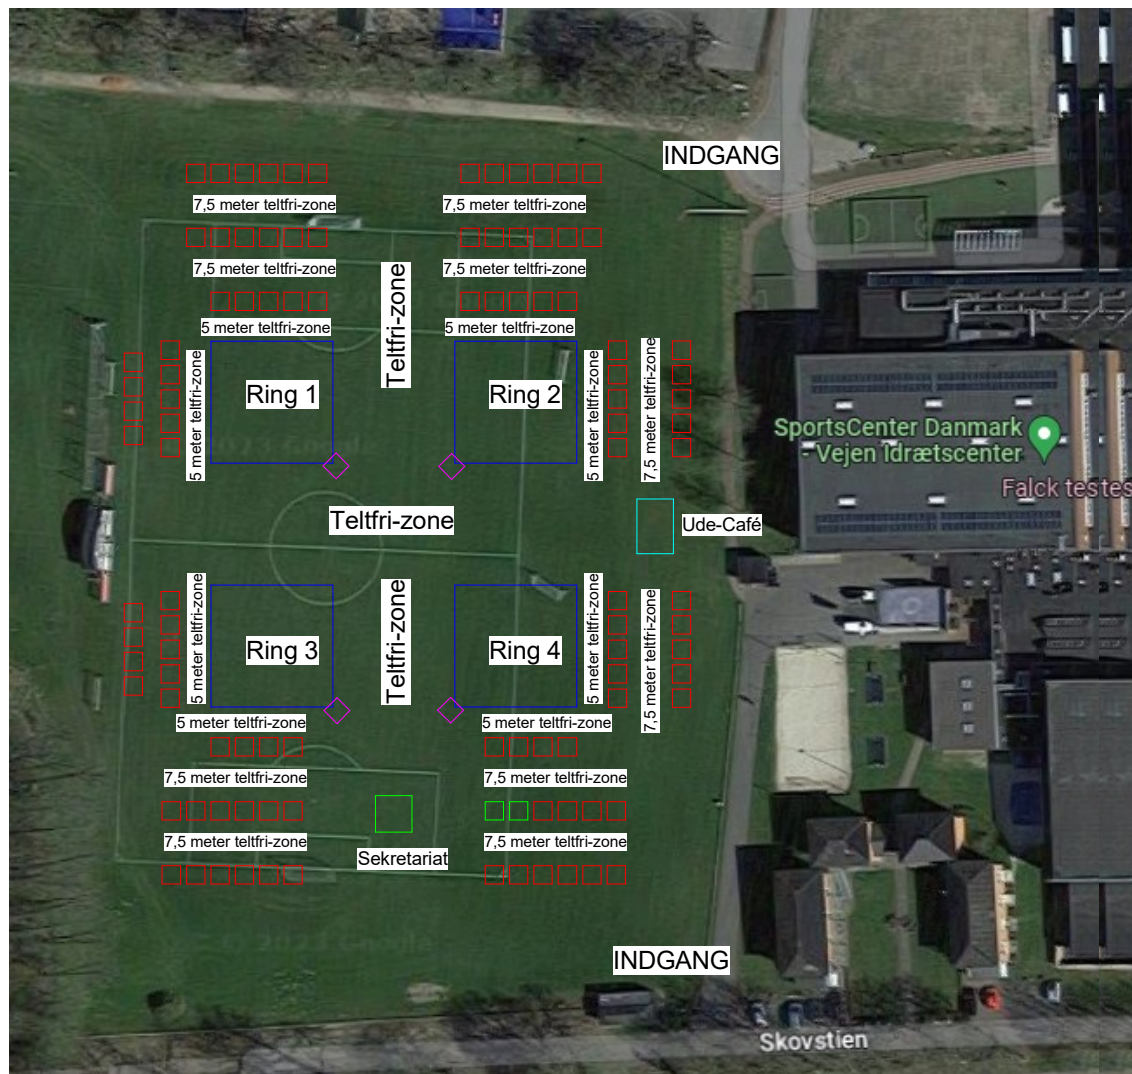 INDGANG
7,5 meter teltfri-zone
7,5 meter teltfri-zone
7,5 meter teltfri-zone
7,5 meter teltfri-zone
Teltfri-zone
5 meter teltfri-zone
5 meter teltfri-zone
5 meter teltfri-zone
Ring 1
Ring 2
5 meter teltfri-zone
7,5 meter teltfri-zone
SportsCenter Danmark
Vejen Idrætscenter
Falck testes
Teltfri-zone
Ude-Café
5 meter teltfri-zone
Ring 3
Teltfri-zone
Ring 4
5 meter teltfri-zone
7,5 meter teltfri-zone
5 meter teltfri-zone
5 meter teltfri-zone
7,5 meter teltfri-zone
7,5 meter teltfri-zone
7,5 meter teltfri-zone
7,5 meter teltfri-zone
Sekretariat
INDGANG
Skovstien